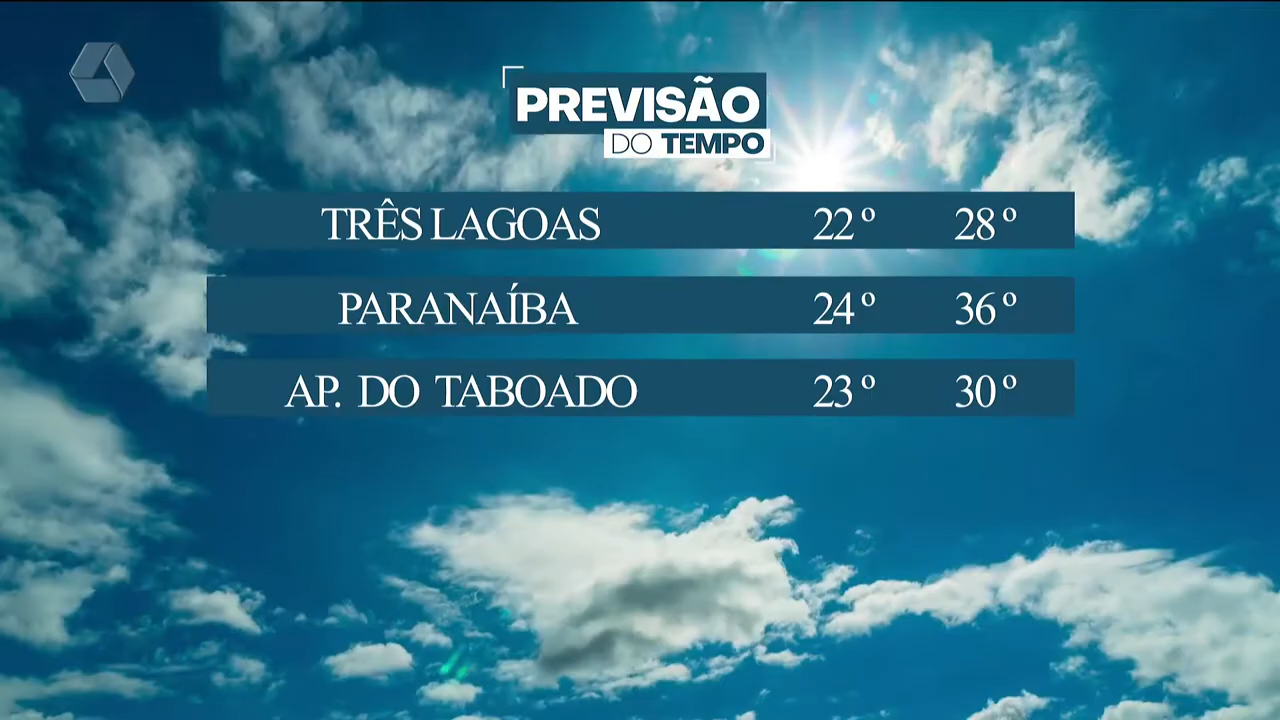 PREVISÃO
DO TEMPO
TRÊS LAGOAS 22º 28º
PARANAÍBA 24º 36º
AP. DO TABOADO 23º 30º